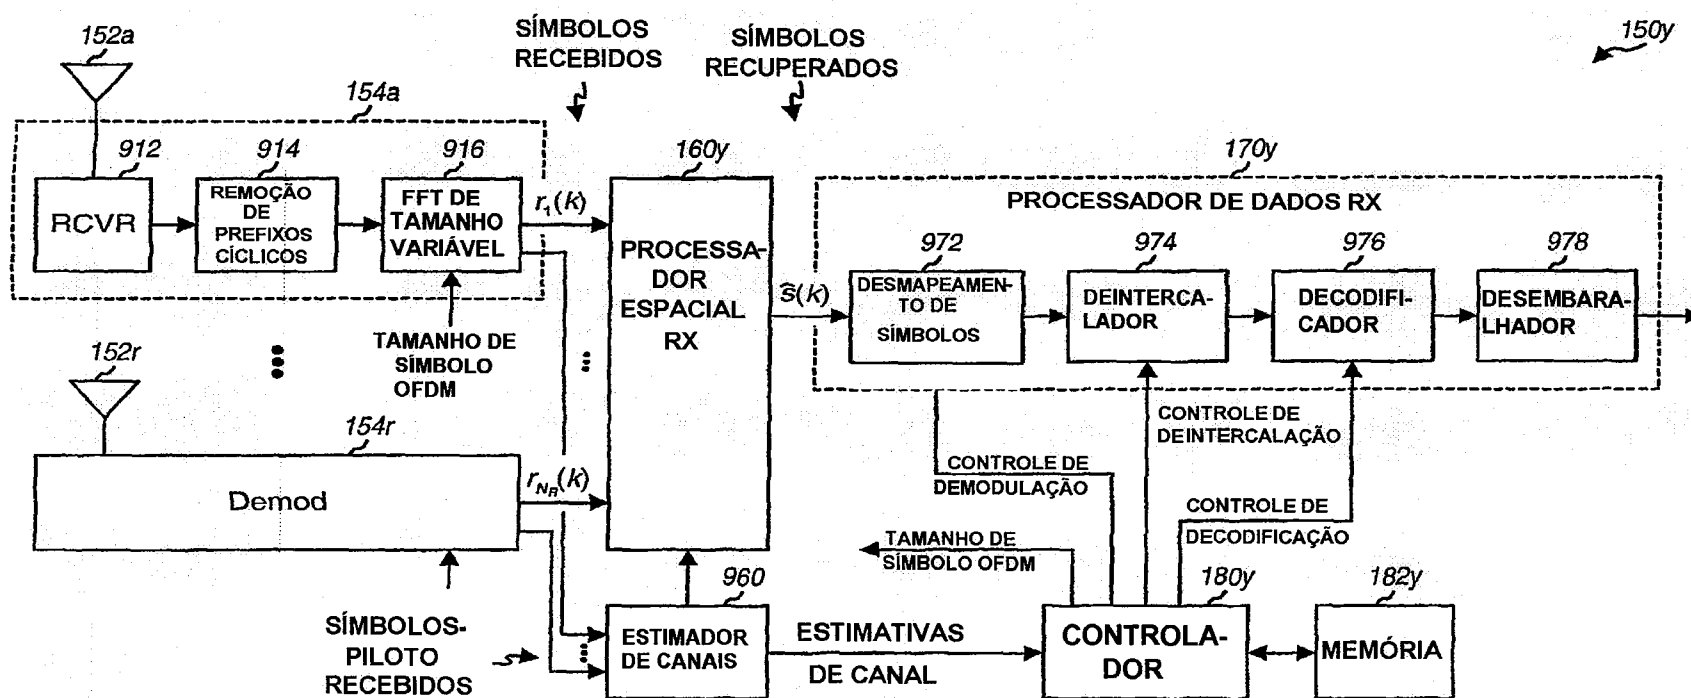 152a
SÍMBOLOS
RECEBIDOS
SÍMBOLOS
RECUPERADOS
150y
154a
912
914
916
160y
170y
RCVR
REMOÇÃO
DE
PREFIXOS
CÍCLICOS
FFT DE
TAMANHO
VARIÁVEL
r₁(k)
PROCESSA-
DOR
ESPACIAL
RX
ŝ(k)
PROCESSADOR DE DADOS RX
972
974
976
978
DESMAPEAMEN-
TO DE
SÍMBOLOS
DEINTERCA-
LADOR
DECODIFI-
CADOR
DESEMBARA-
LHADOR
TAMANHO DE
SÍMBOLO
OFDM
152r
154r
Demod
r_{N_R}(k)
CONTROLE DE
DEINTERCALAÇÃO
CONTROLE DE
DEMODULAÇÃO
CONTROLE DE
DECODIFICAÇÃO
TAMANHO DE
SÍMBOLO OFDM
960
180y
182y
SÍMBOLOS-
PILOTO
RECEBIDOS
ESTIMADOR
DE CANAIS
ESTIMATIVAS
DE CANAL
CONTROLA-
DOR
MEMÓRIA